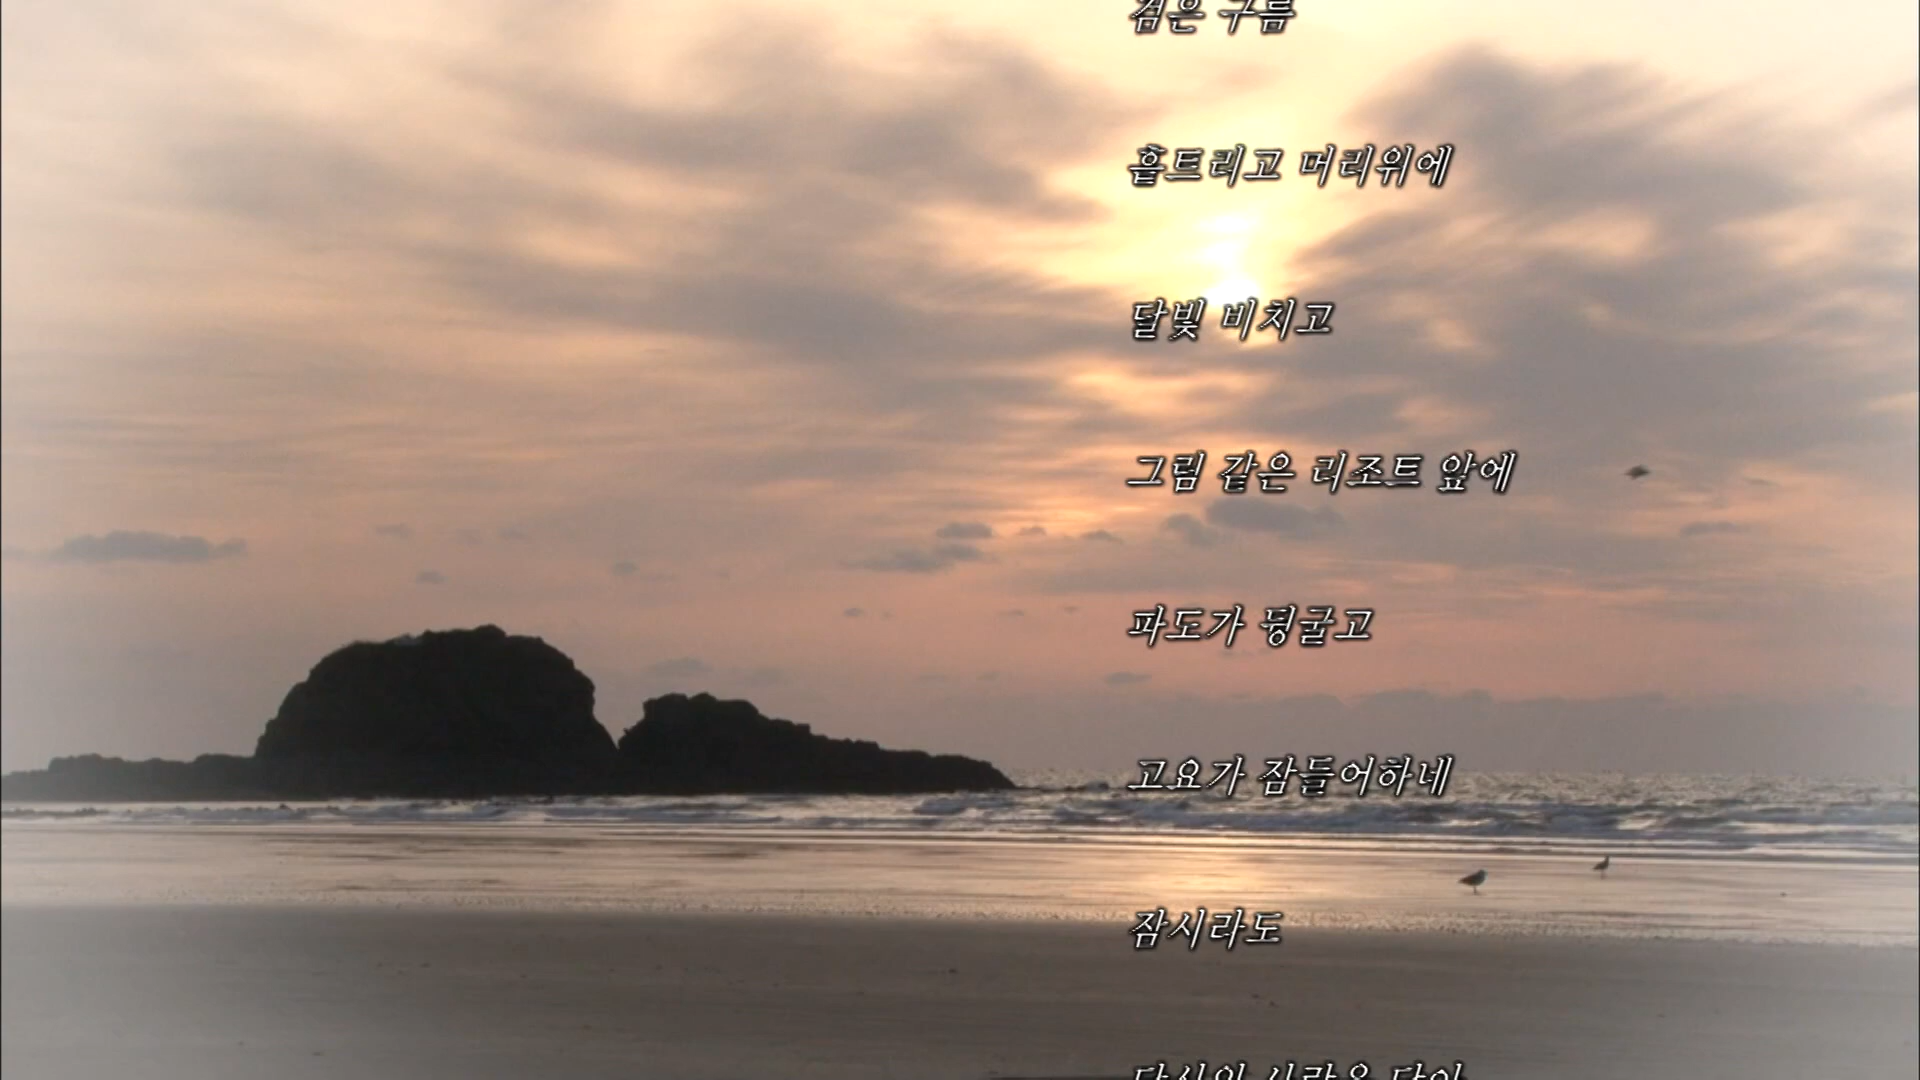 검은 구름
흩트리고 머리위에
달빛 비치고
그림 같은 리조트 앞에
파도가 뒹굴고
고요가 잠들어하네
잠시라도